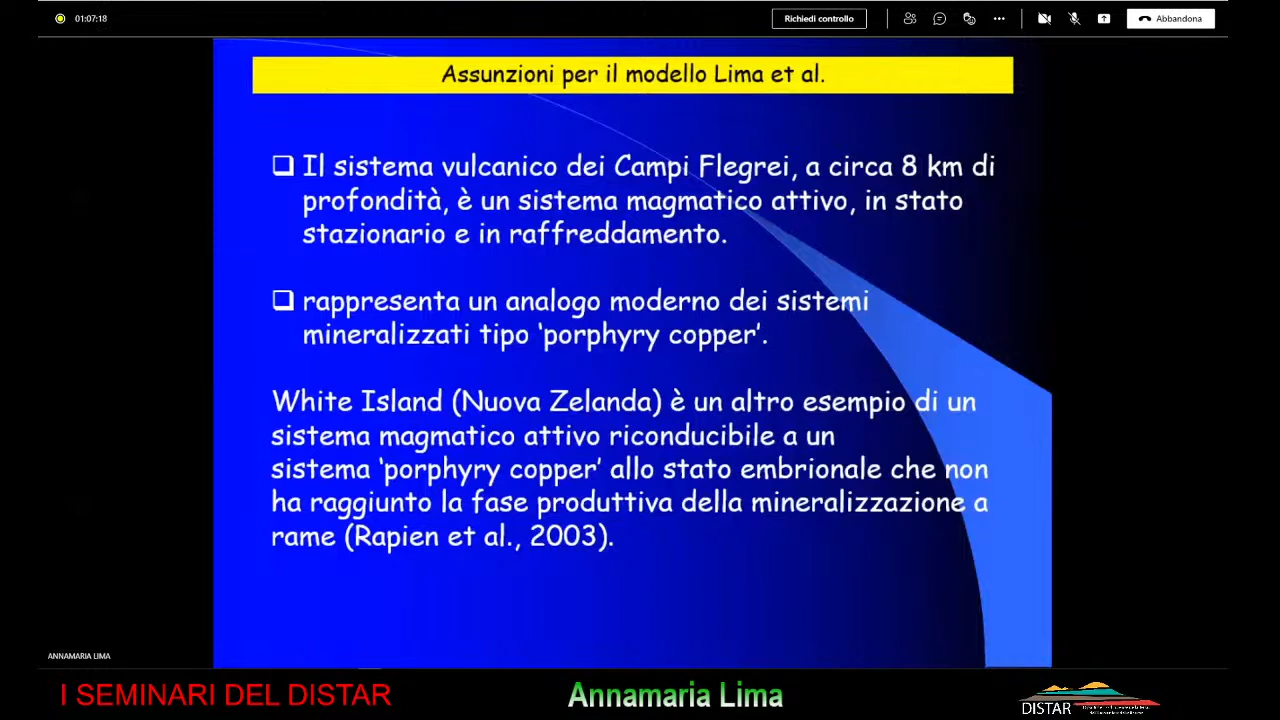 01:07:18
Richiedi controllo
Abbandona
Assunzioni per il modello Lima et al.
Il sistema vulcanico dei Campi Flegrei, a circa 8 km di
profondità, è un sistema magmatico attivo, in stato
stazionario e in raffreddamento.
rappresenta un analogo moderno dei sistemi
mineralizzati tipo ‘porphyry copper’.
White Island (Nuova Zelanda) è un altro esempio di un
sistema magmatico attivo riconducibile a un
sistema ‘porphyry copper’ allo stato embrionale che non
ha raggiunto la fase produttiva della mineralizzazione a
rame (Rapien et al., 2003).
ANNAMARIA LIMA
I SEMINARI DEL DISTAR
Annamaria Lima
DISTAR